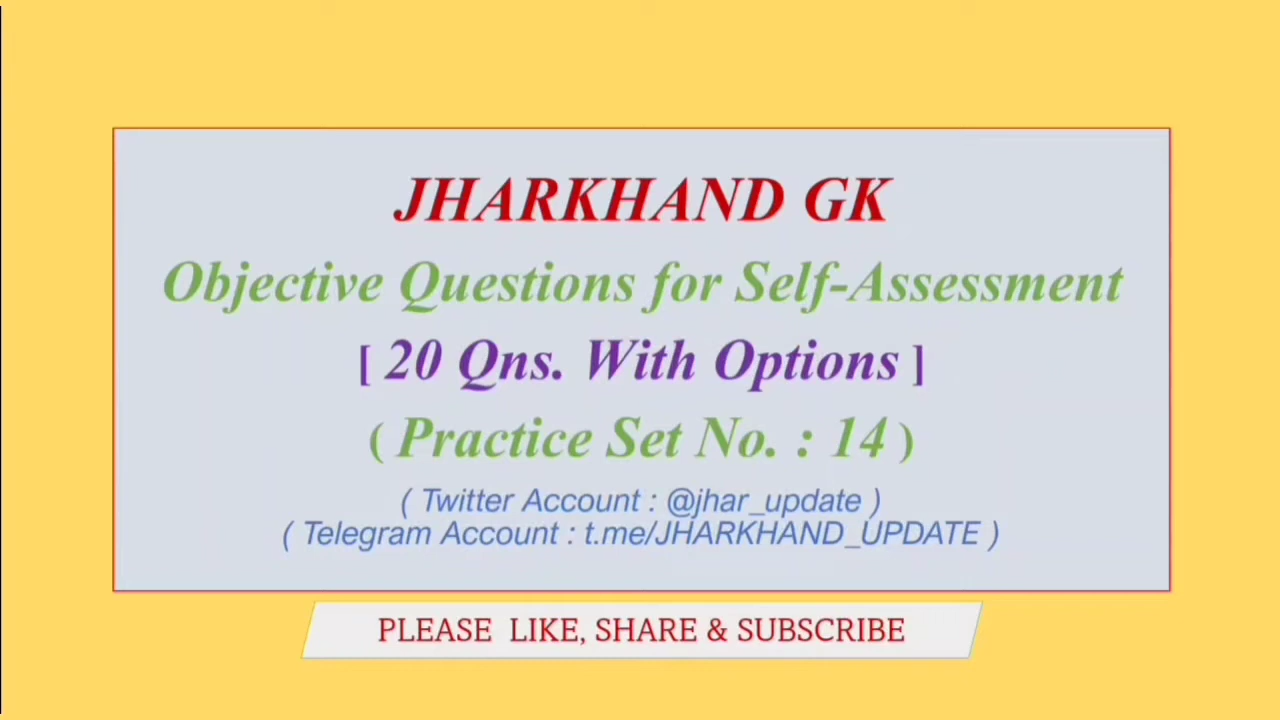 JHARKHAND GK
Objective Questions for Self-Assessment
[ 20 Qns. With Options ]
( Practice Set No. : 14 )
( Twitter Account : @jhar_update )
( Telegram Account : t.me/JHARKHAND_UPDATE )
PLEASE LIKE, SHARE & SUBSCRIBE